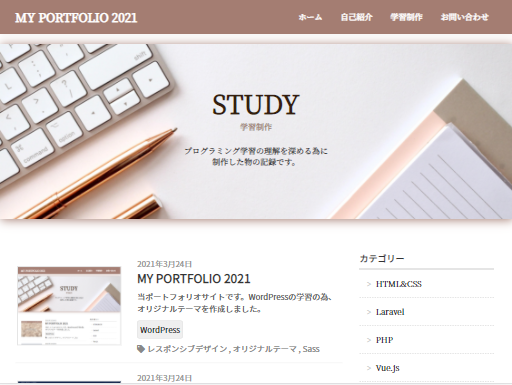 MY PORTFOLIO 2021
ホーム 自己紹介 学習制作 お問い合わせ
STUDY
学習制作
プログラミング学習の理解を深める為に
制作した物の記録です。
2021年3月24日
MY PORTFOLIO 2021
当ポートフォリオサイトです。WordPressの学習の為、
オリジナルテーマを作成しました。
WordPress
レスポンシブデザイン , オリジナルテーマ , Sass
2021年3月24日
カテゴリー
> HTML&CSS
> Laravel
> PHP
> Vue.js